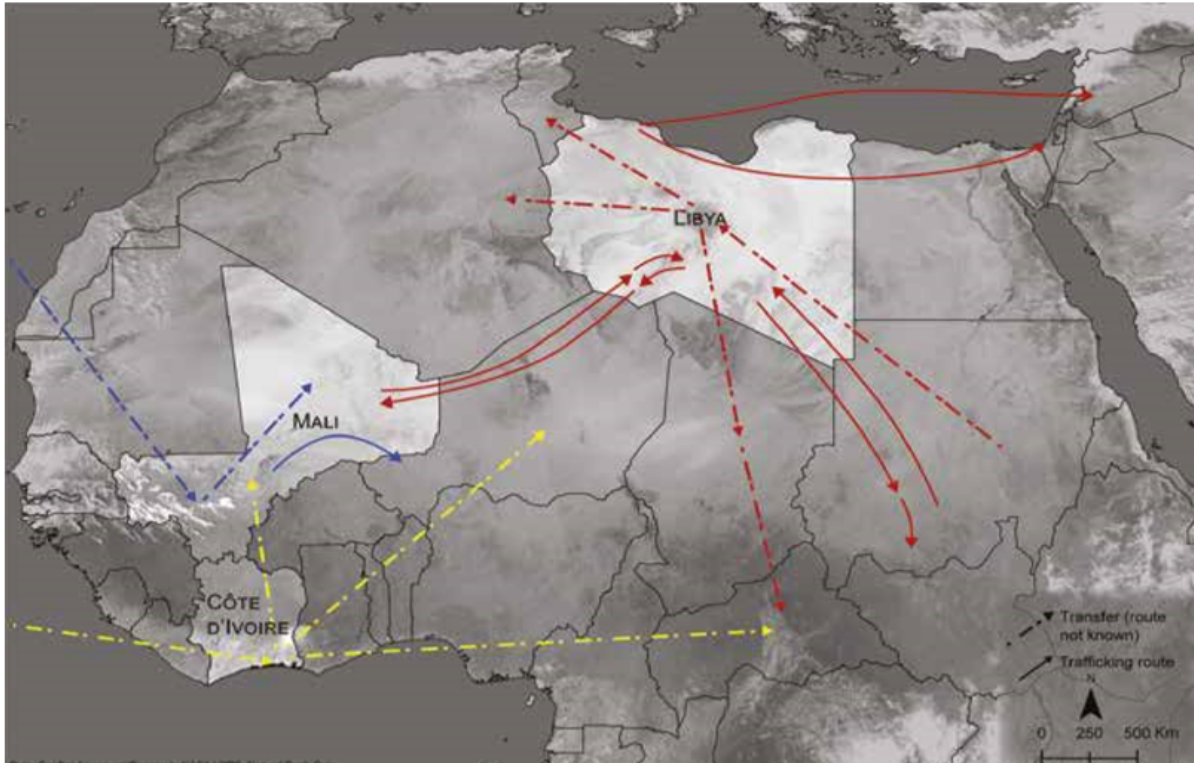 LIBYA
MALI
CÔTE
D'IVOIRE
Transfer (route
not known)
Trafficking route
N
0 250 500 Km